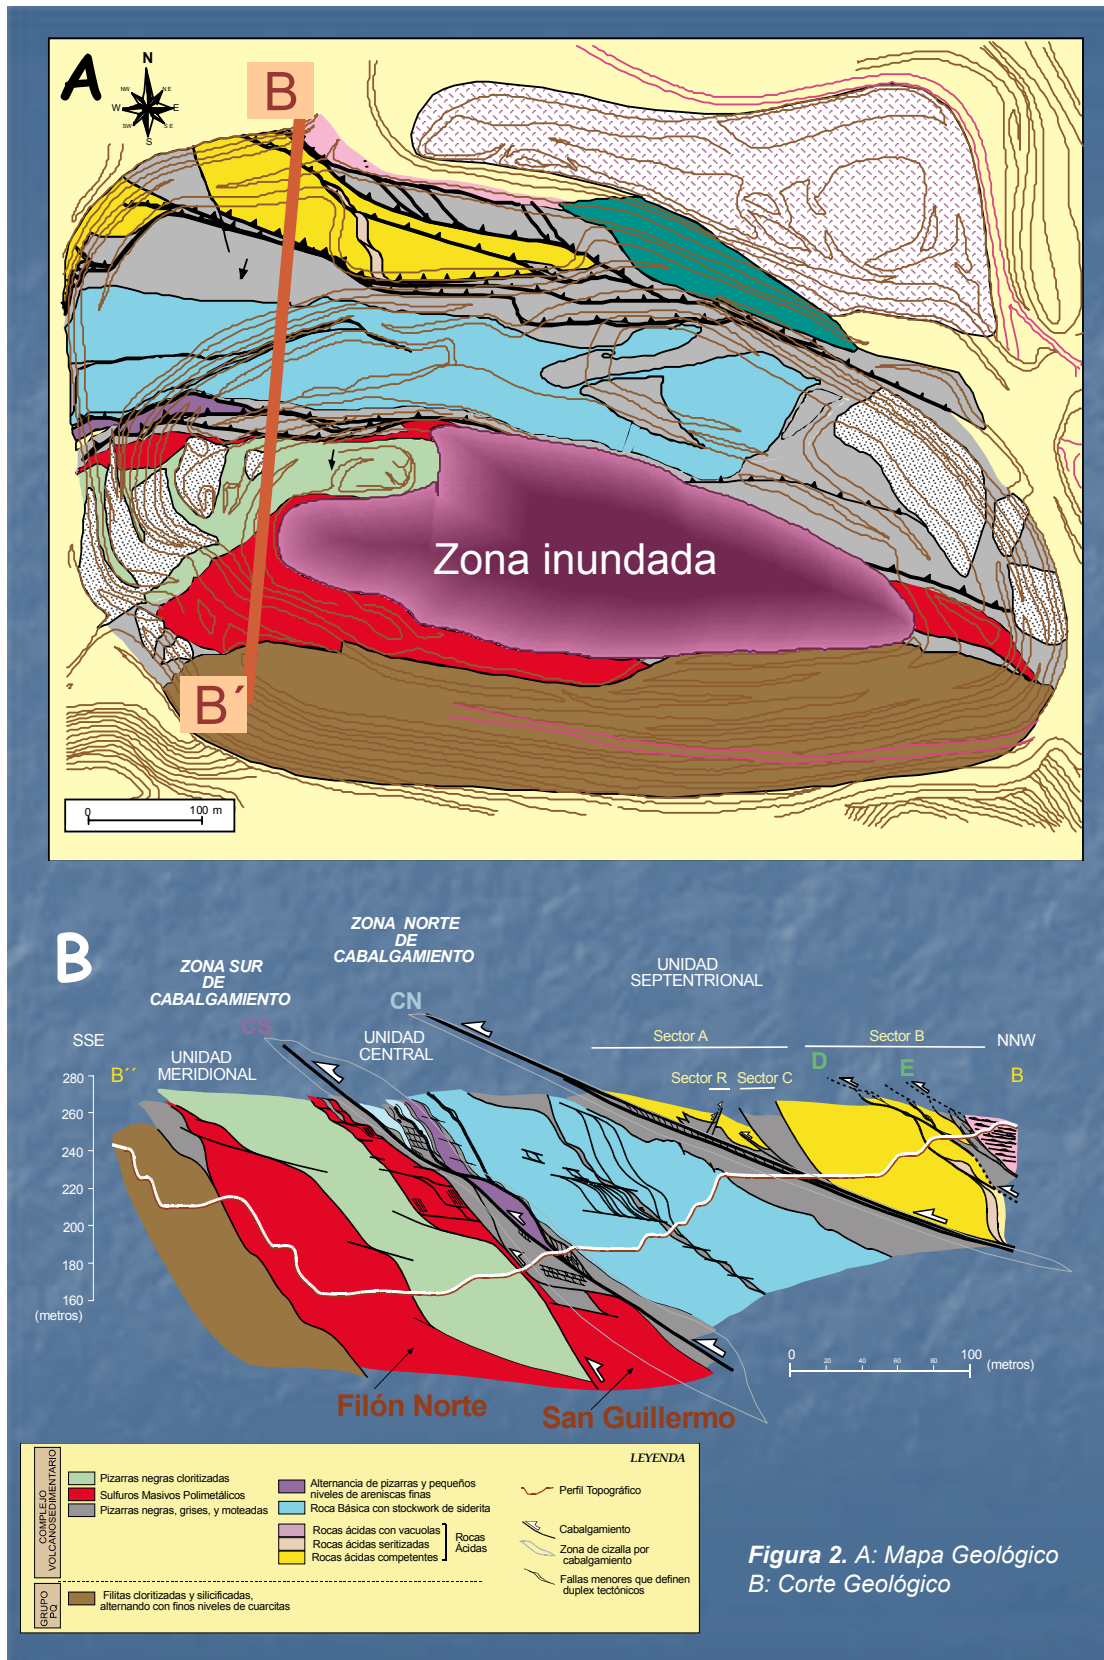 A
N
NW
NE
W
E
SW
SE
S
B
Zona inundada
B´
0
100 m
B
ZONA NORTE
DE
CABALGAMIENTO
ZONA SUR
DE
CABALGAMIENTO
UNIDAD
SEPTENTRIONAL
CN
CS
SSE
UNIDAD
MERIDIONAL
UNIDAD
CENTRAL
Sector A
Sector B
NNW
D
E
Sector R
Sector C
B´´
B
280
260
240
220
200
180
160
(metros)
0
20
40
60
80
100
(metros)
Filón Norte
San Guillermo
LEYENDA
COMPLEJO
VOLCANOSEDIMENTARIO
Pizarras negras cloritizadas
Sulfuros Masivos Polimetálicos
Pizarras negras, grises, y moteadas
Alternancia de pizarras y pequeños
niveles de areniscas finas
Roca Básica con stockwork de siderita
Rocas ácidas con vacuolas
Rocas ácidas seritizadas
Rocas ácidas competentes
Rocas
Ácidas
Perfil Topográfico
Cabalgamiento
Zona de cizalla por
cabalgamiento
Fallas menores que definen
duplex tectónicos
GRUPO
PQ
Filitas cloritizadas y silicificadas,
alternando con finos niveles de cuarcitas
Figura 2. A: Mapa Geológico
B: Corte Geológico